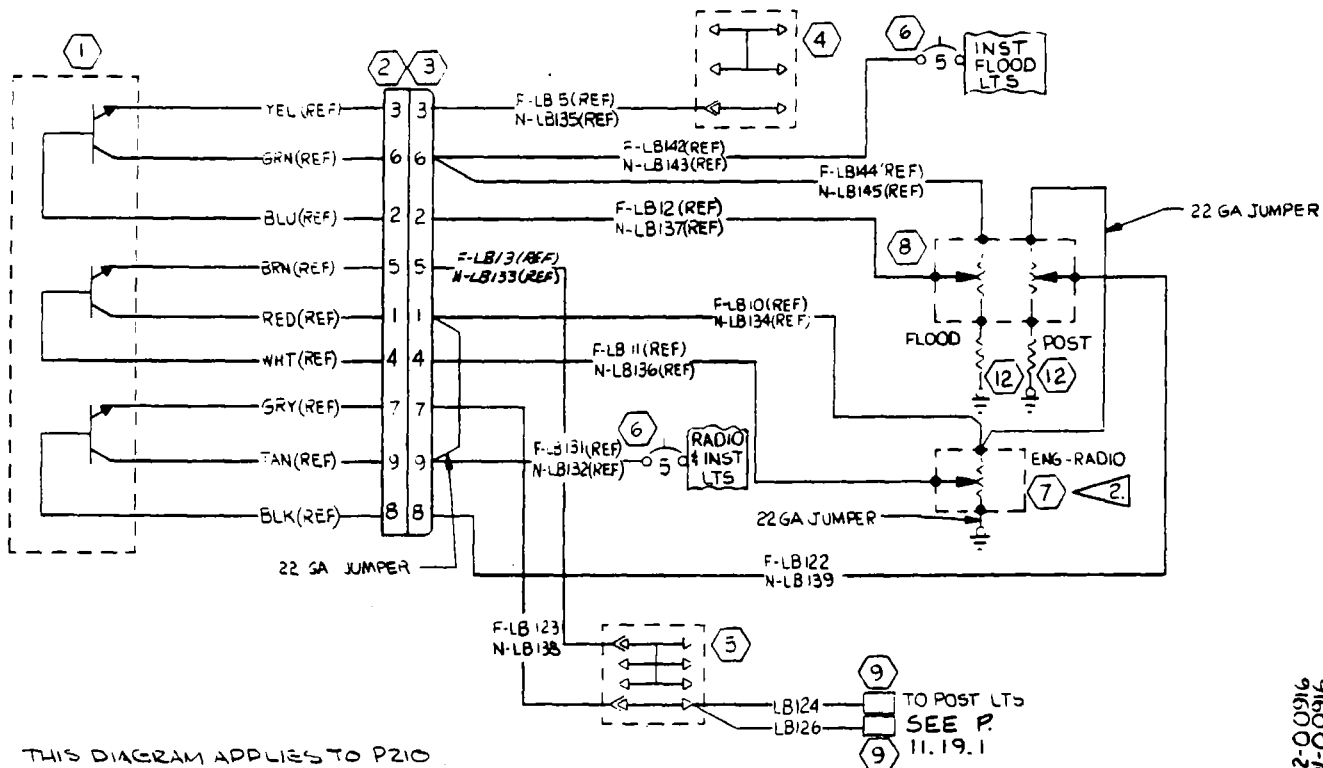 1
2
3
4
6
5
INST
FLOOD
LTS
YEL (REF)
3 3
F-LB 5 (REF)
N-LB135(REF)
GRN(REF)
6 6
F-LB142(REF)
N-LB143(REF)
F-LB144(REF)
N-LB145(REF)
BLU(REF)
2 2
F-LB12 (REF)
N-LB137(REF)
22 GA JUMPER
8
BRN(REF)
5 5
F-LB13(REF)
N-LB133(REF)
RED(REF)
1 1
F-LB10(REF)
N-LB134(REF)
FLOOD
POST
WHT(REF)
4 4
F-LB11(REF)
N-LB136(REF)
12
12
GRY(REF)
7 7
TAN(REF)
9 9
F-LB131(REF)
N-LB132(REF)
6
5
RADIO
& INST
LTS
ENG-RADIO
7
2.
BLK(REF)
8 8
22GA JUMPER
22 GA JUMPER
F-LB122
N-LB139
F-LB123
N-LB138
5
9
LB124
TO POST LTS
LB126
SEE P.
9
11.19.1
THIS DIAGRAM APPLIES TO P210